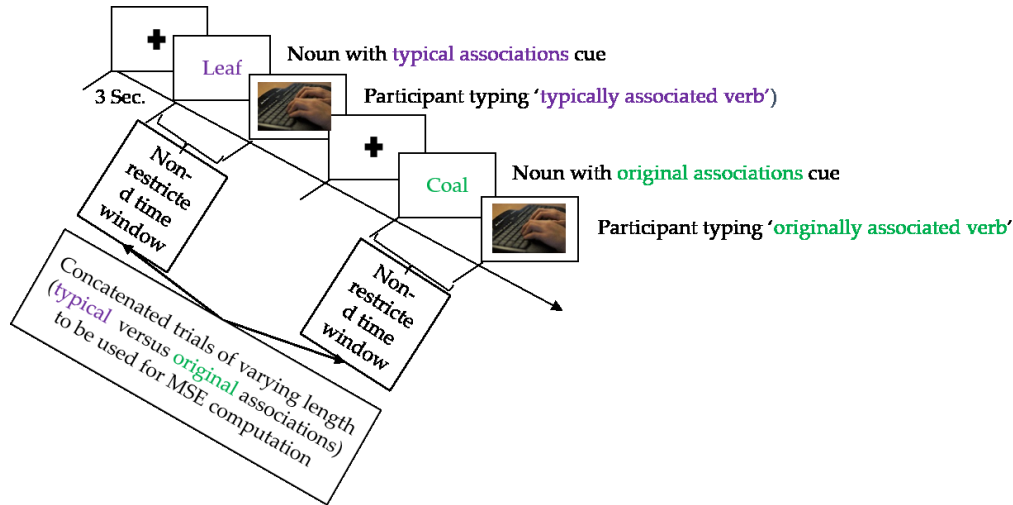 Leaf
Noun with typical associations cue
3 Sec.
Participant typing ‘typically associated verb’)
Non-
restricte
d time
window
Coal
Noun with original associations cue
Participant typing ‘originally associated verb’
Non-
restricte
d time
window
Concatenated trials of varying length
(typical versus original associations)
to be used for MSE computation